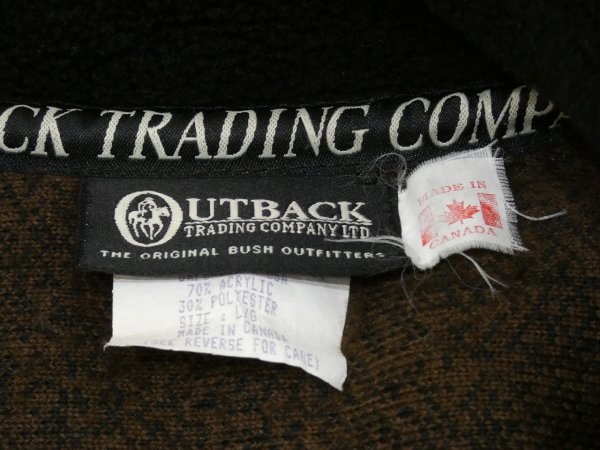 CK TRADING COMPA
OUTBACK
TRADING COMPANY LTD
THE ORIGINAL BUSH OUTFITTERS
MADE IN
CANADA
70% ACRYLIC
30% POLYESTER
SIZE : L/G
MADE IN CANADA
(SEE REVERSE FOR CARE)